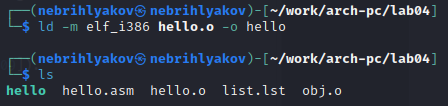 ┌──(nebrihlyakov㉿nebrihlyakov)-[~/work/arch-pc/lab04]
└─$ ld -m elf_i386 hello.o -o hello
┌──(nebrihlyakov㉿nebrihlyakov)-[~/work/arch-pc/lab04]
└─$ ls
hello  hello.asm  hello.o  list.lst  obj.o